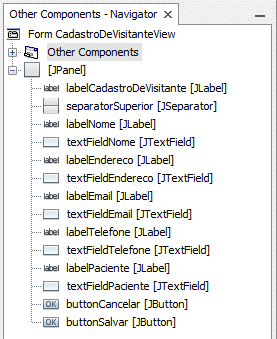 Other Components - Navigator
Form CadastroDeVisitanteView
Other Components
[JPanel]
label labelCadastroDeVisitante [JLabel]
separatorSuperior [JSeparator]
label labelNome [JLabel]
textFieldNome [JTextField]
label labelEndereco [JLabel]
textFieldEndereco [JTextField]
label labelEmail [JLabel]
textFieldEmail [JTextField]
label labelTelefone [JLabel]
textFieldTelefone [JTextField]
label labelPaciente [JLabel]
textFieldPaciente [JTextField]
OK buttonCancelar [JButton]
OK buttonSalvar [JButton]